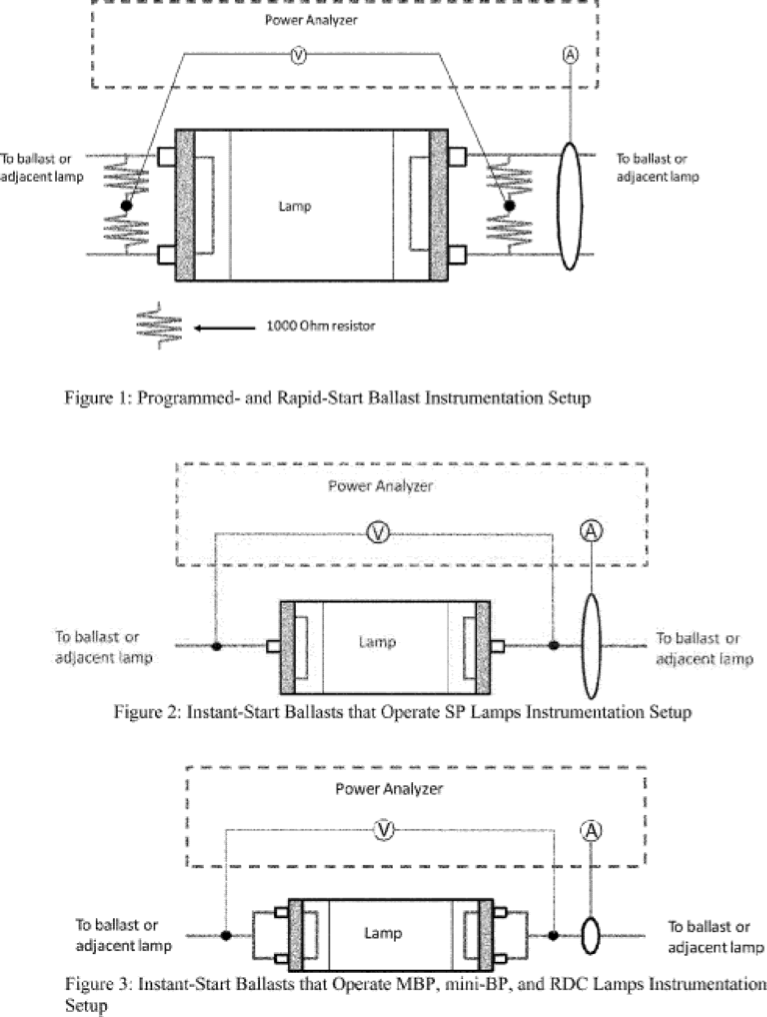 Power Analyzer
V
A
To ballast or
adjacent lamp
Lamp
To ballast or
adjacent lamp
1000 Ohm resistor
Figure 1: Programmed- and Rapid-Start Ballast Instrumentation Setup
Power Analyzer
V
A
To ballast or
adjacent lamp
Lamp
To ballast or
adjacent lamp
Figure 2: Instant-Start Ballasts that Operate SP Lamps Instrumentation Setup
Power Analyzer
V
A
To ballast or
adjacent lamp
Lamp
To ballast or
adjacent lamp
Figure 3: Instant-Start Ballasts that Operate MBP, mini-BP, and RDC Lamps Instrumentation
Setup